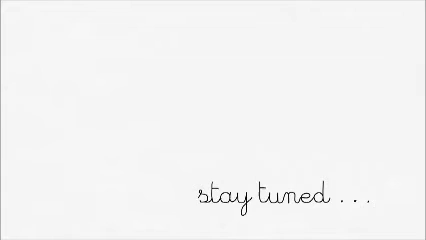 stay tuned . . .